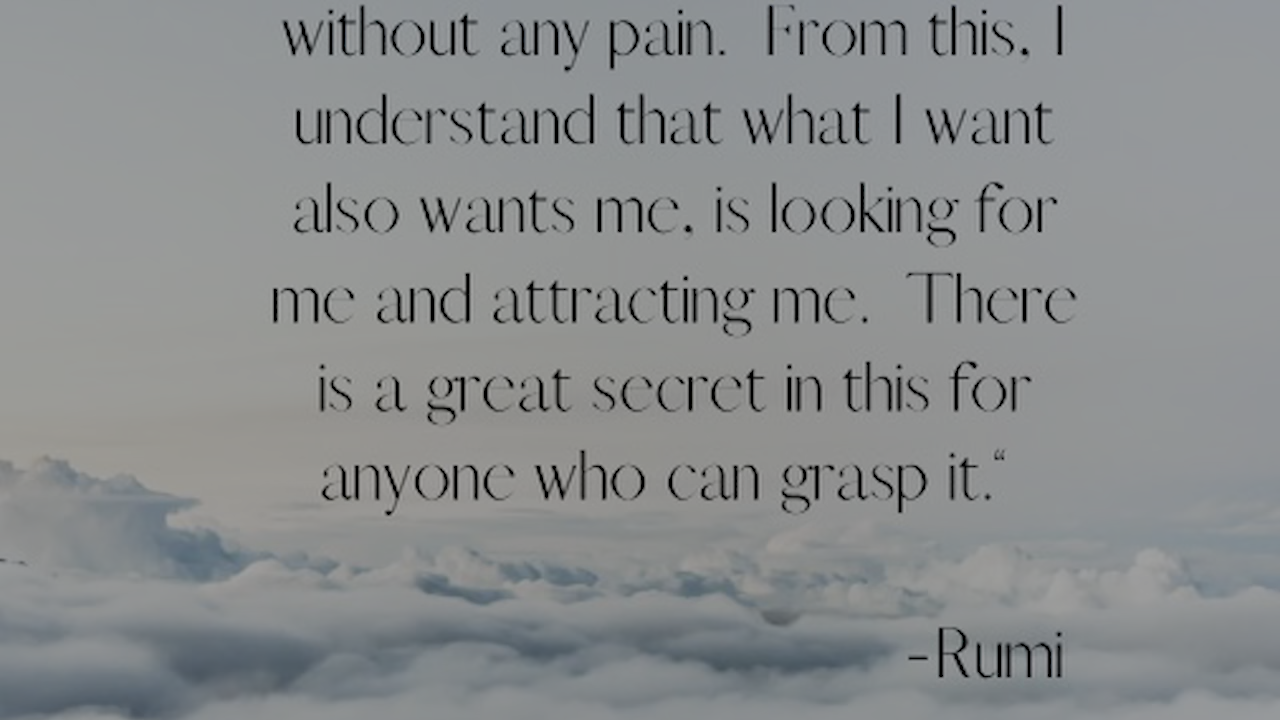 without any pain. From this, I
understand that what I want
also wants me, is looking for
me and attracting me. There
is a great secret in this for
anyone who can grasp it.“
-Rumi